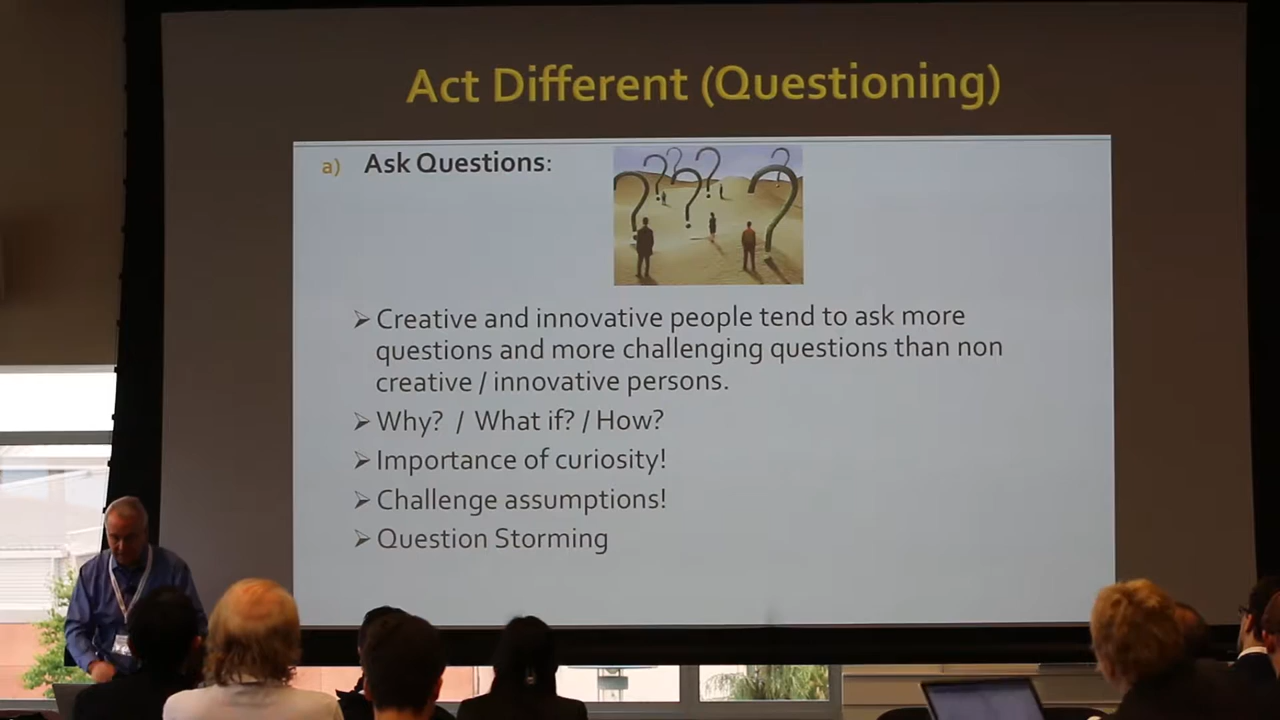 Act Different (Questioning)
a) Ask Questions:
➢ Creative and innovative people tend to ask more
questions and more challenging questions than non
creative / innovative persons.
➢ Why? / What if? / How?
➢ Importance of curiosity!
➢ Challenge assumptions!
➢ Question Storming